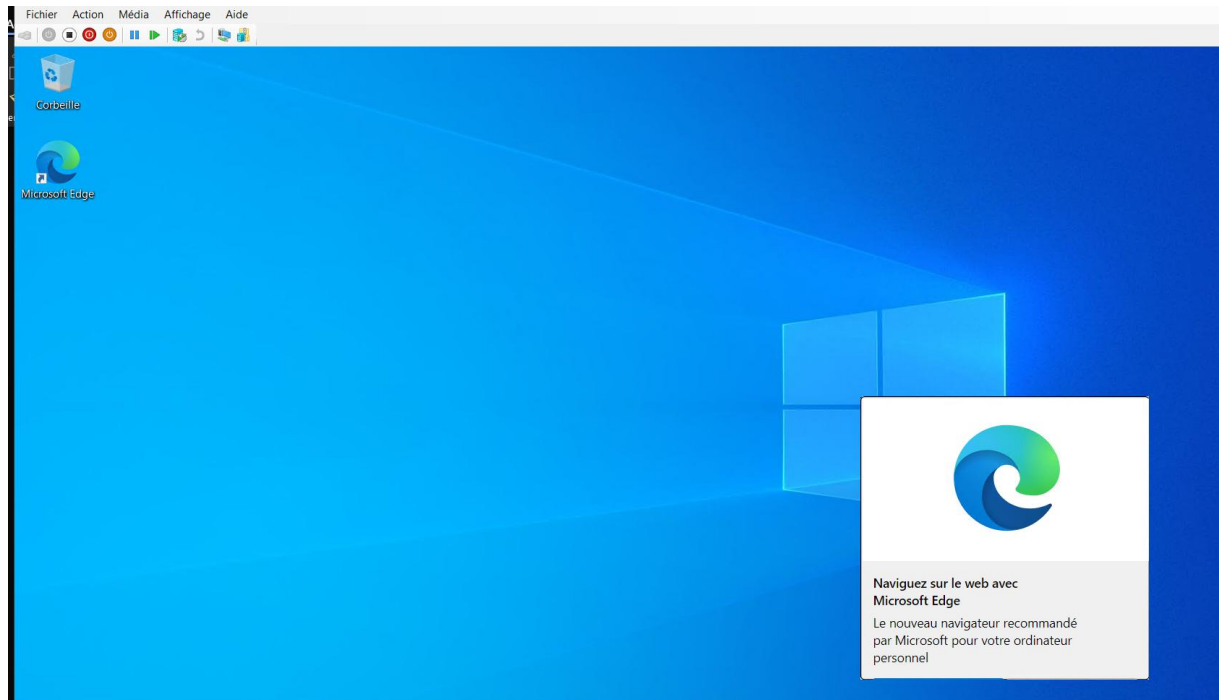 Fichier Action Média Affichage Aide
Corbeille
Microsoft Edge
Naviguez sur le web avec
Microsoft Edge
Le nouveau navigateur recommandé
par Microsoft pour votre ordinateur
personnel